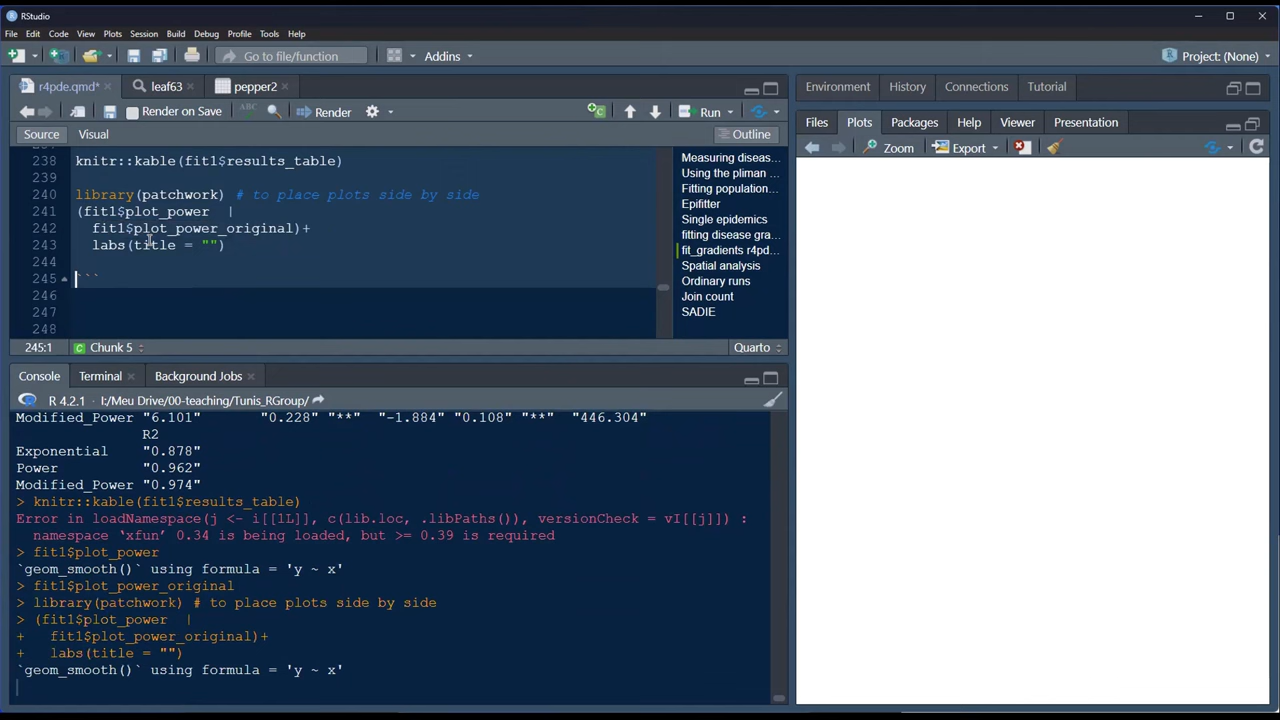 RStudio
File Edit Code View Plots Session Build Debug Profile Tools Help
Go to file/function Addins Project: (None)
r4pde.qmd* leaf63 pepper2
Render on Save ABC Render Run
Source Visual Outline
238 knitr::kable(fit1$results_table)
239
240 library(patchwork) # to place plots side by side
241 (fit1$plot_power |
242 fit1$plot_power_original)+
243 labs(title = "")
244
245 ```
246
247
248
Measuring diseas...
Using the pliman ...
Fitting population...
Epifitter
Single epidemics
fitting disease gra...
fit_gradients r4pd...
Spatial analysis
Ordinary runs
Join count
SADIE
245:1 Chunk 5 Quarto
Console Terminal Background Jobs
R 4.2.1 · I:/Meu Drive/00-teaching/Tunis_RGroup/
Modified_Power "6.101" "0.228" "**" "-1.884" "0.108" "**" "446.304"
R2
Exponential "0.878"
Power "0.962"
Modified_Power "0.974"
> knitr::kable(fit1$results_table)
Error in loadNamespace(j <- i[[1L]], c(lib.loc, .libPaths()), versionCheck = vI[[j]]) :
namespace ‘xfun’ 0.34 is being loaded, but >= 0.39 is required
> fit1$plot_power
`geom_smooth()` using formula = 'y ~ x'
> fit1$plot_power_original
> library(patchwork) # to place plots side by side
> (fit1$plot_power |
+ fit1$plot_power_original)+
+ labs(title = "")
`geom_smooth()` using formula = 'y ~ x'
Environment History Connections Tutorial
Files Plots Packages Help Viewer Presentation
Zoom Export